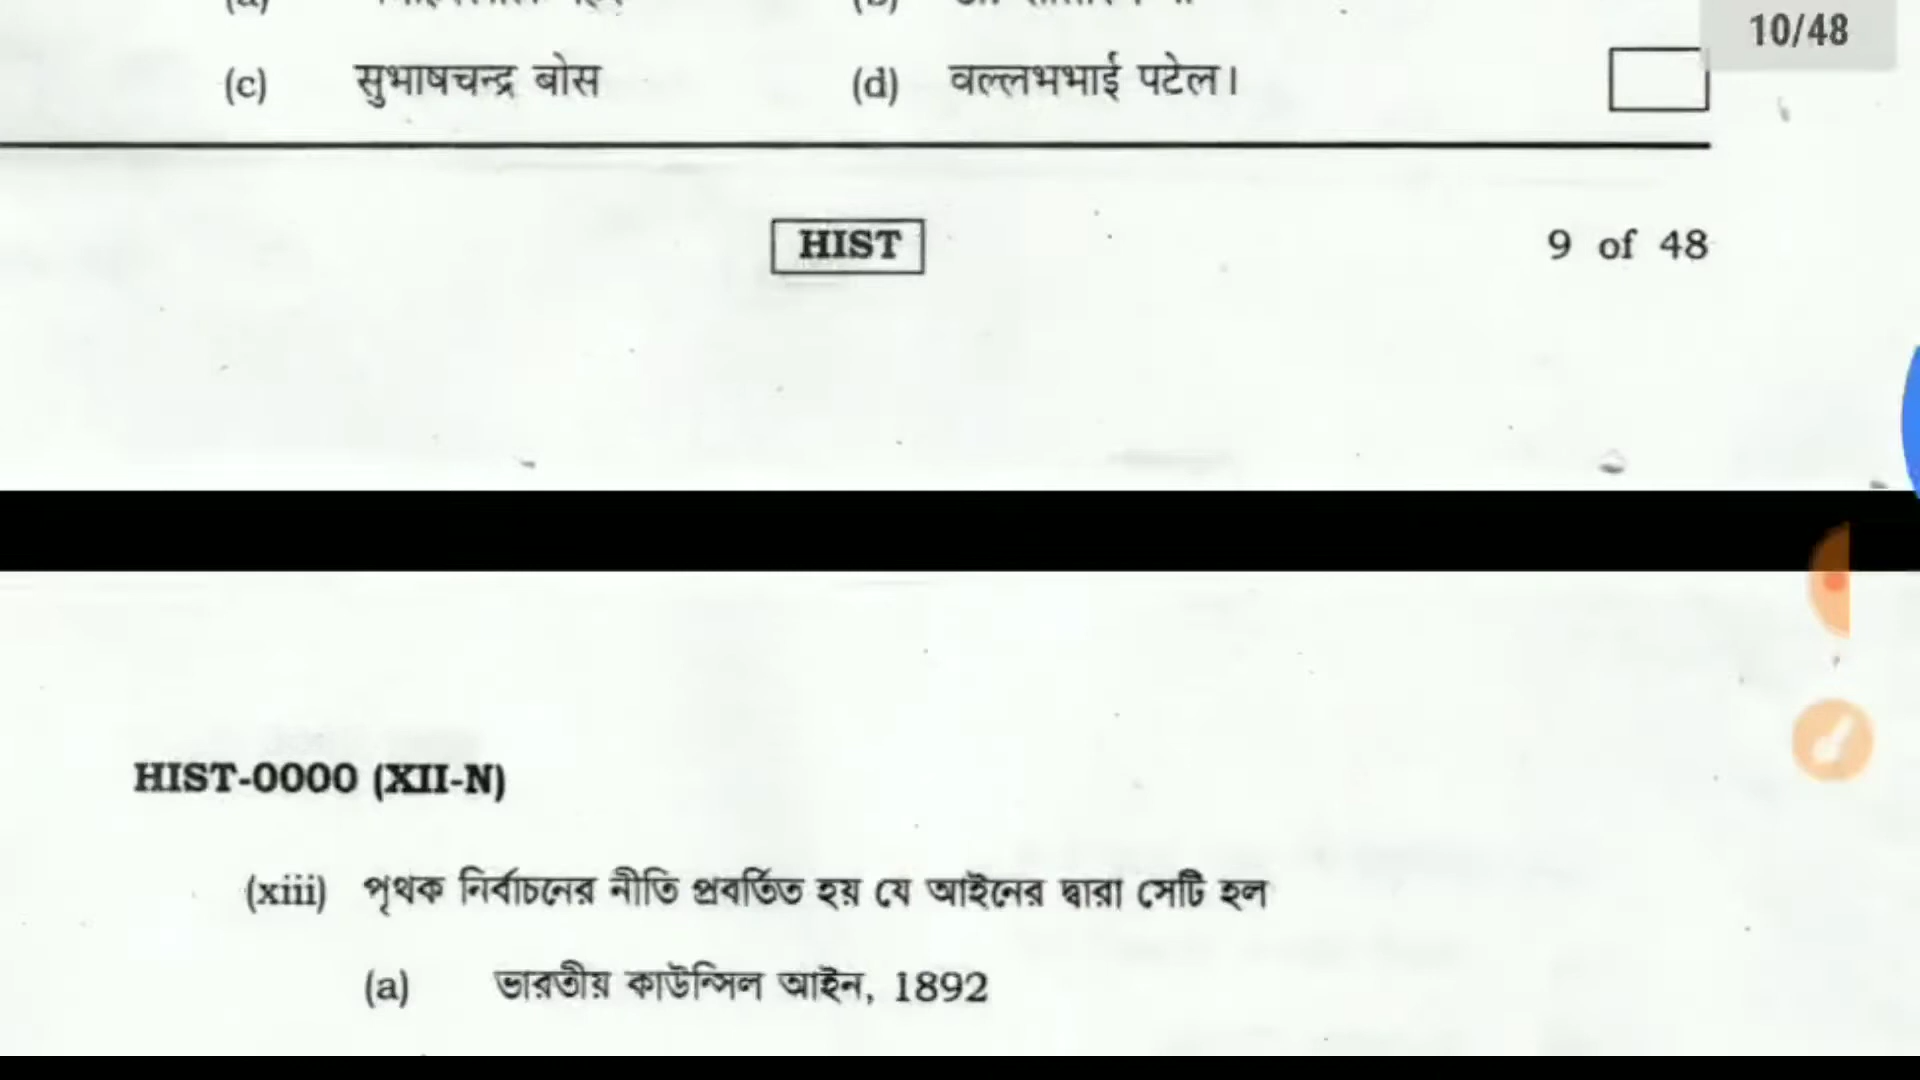 10/48
(c) सुभाषचन्द्र बोस (d) वल्लभभाई पटेल।
HIST
9 of 48
HIST-0000 (XII-N)
(xiii) পৃথক নির্বাচনের নীতি প্রবর্তিত হয় যে আইনের দ্বারা সেটি হল
(a) ভারতীয় কাউন্সিল আইন, 1892